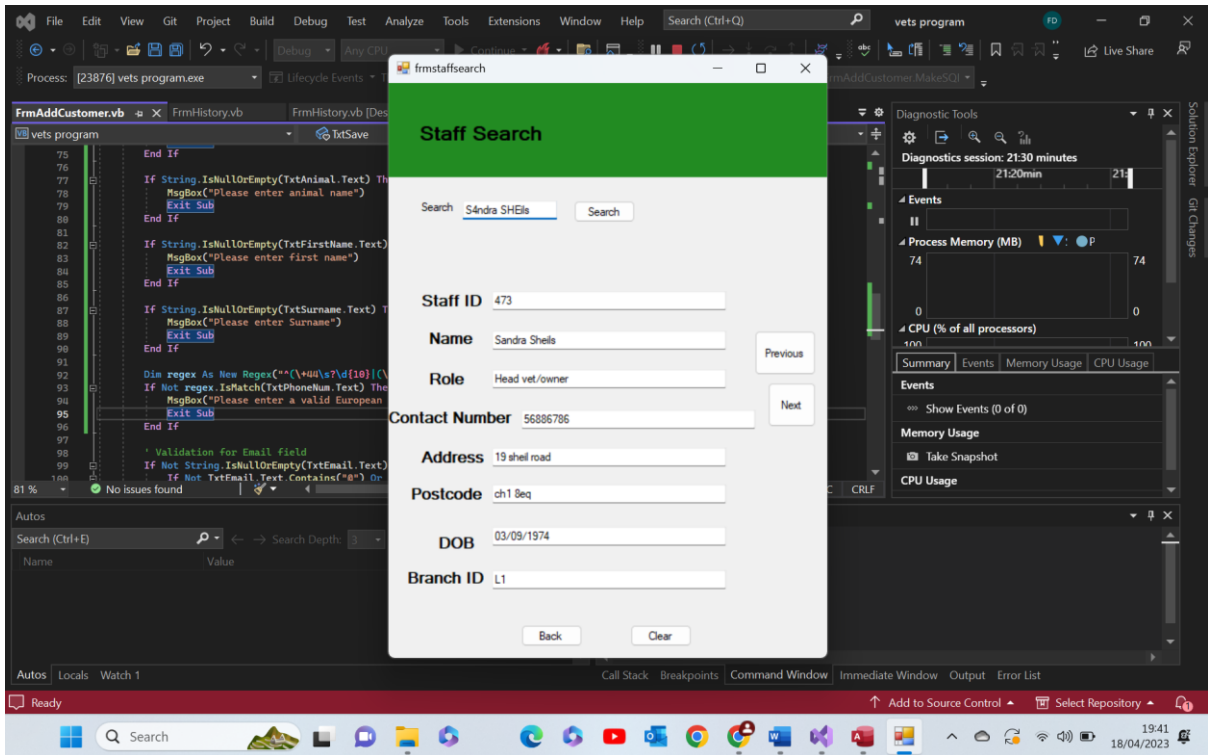 File Edit View Git Project Build Debug Test Analyze Tools Extensions Window Help Search (Ctrl+Q) vets program FD
Debug Any CPU Continue Live Share
Process: [23876] vets program.exe Lifecycle Events
FrmAddCustomer.vb FrmHistory.vb FrmHistory.vb [Des
vets program TxtSave
75 End If
76
77 If String.IsNullOrEmpty(TxtAnimal.Text) Th
78 MsgBox("Please enter animal name")
79 Exit Sub
80 End If
81
82 If String.IsNullOrEmpty(TxtFirstName.Text)
83 MsgBox("Please enter first name")
84 Exit Sub
85 End If
86
87 If String.IsNullOrEmpty(TxtSurname.Text) T
88 MsgBox("Please enter Surname")
89 Exit Sub
90 End If
91
92 Dim regex As New Regex("^(\+44\s?\d{10}|(\
93 If Not regex.IsMatch(TxtPhoneNum.Text) The
94 MsgBox("Please enter a valid European
95 Exit Sub
96 End If
97
98 ' Validation for Email field
99 If Not String.IsNullOrEmpty(TxtEmail.Text)
100 If Not TxtEmail.Text.Contains("@") Or
81 % No issues found
CRLF
frmstaffsearch
Staff Search
Search S4ndra SHEils Search
Staff ID 473
Name Sandra Sheils
Role Head vet/owner
Contact Number 56886786
Address 19 sheil road
Postcode ch1 8eq
DOB 03/09/1974
Branch ID L1
Previous
Next
Back Clear
Diagnostic Tools
Diagnostics session: 21:30 minutes
21:20min 21:
Events
Process Memory (MB) P
74 74
0 0
CPU (% of all processors)
100 100
Summary Events Memory Usage CPU Usage
Events
Show Events (0 of 0)
Memory Usage
Take Snapshot
CPU Usage
Solution Explorer
Git Changes
Autos
Search (Ctrl+E) Search Depth: 3
Name Value
Autos Locals Watch 1
Call Stack Breakpoints Command Window Immediate Window Output Error List
Ready Add to Source Control Select Repository
Search
19:41
18/04/2023